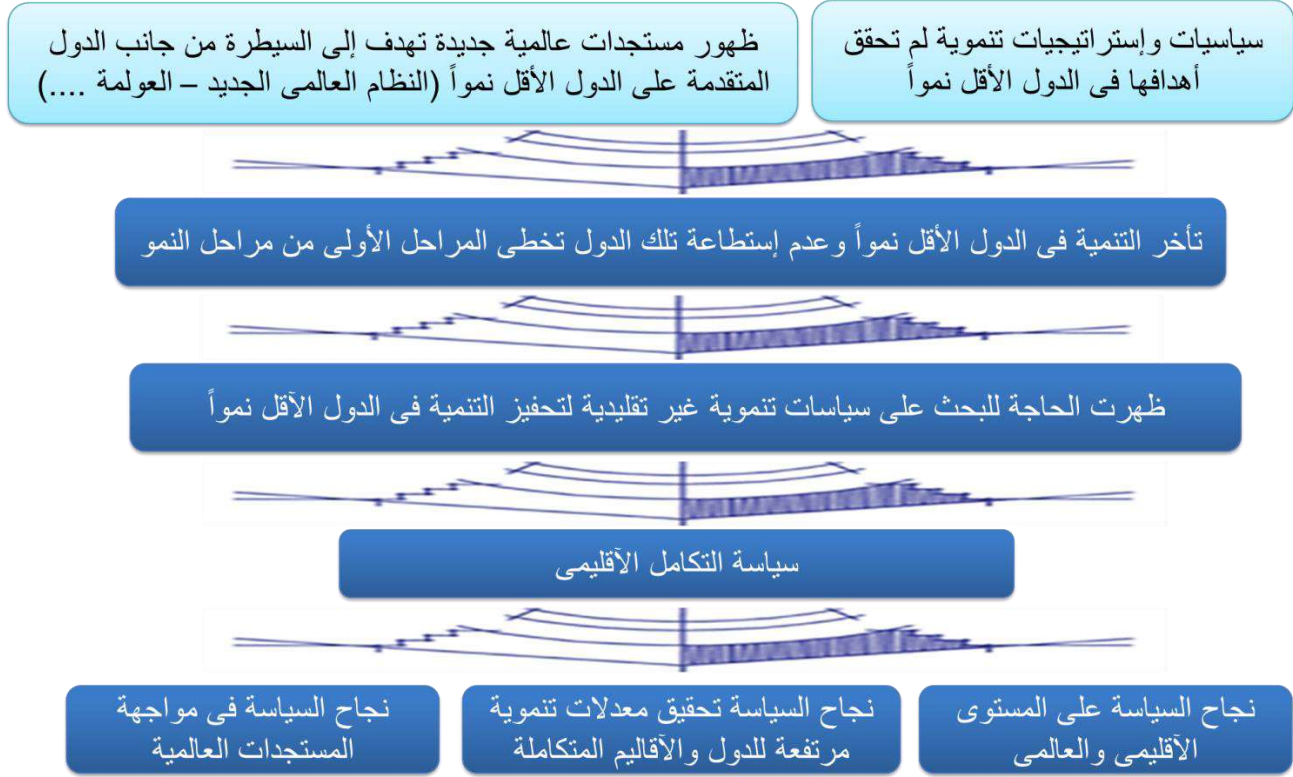 سياسيات وإستراتيجيات تنموية لم تحقق
أهدافها فى الدول الأقل نمواً
ظهور مستجدات عالمية جديدة تهدف إلى السيطرة من جانب الدول
المتقدمة على الدول الأقل نمواً (النظام العالمى الجديد – العولمة ....)
تأخر التنمية فى الدول الأقل نمواً وعدم إستطاعة تلك الدول تخطى المراحل الأولى من مراحل النمو
ظهرت الحاجة للبحث على سياسات تنموية غير تقليدية لتحفيز التنمية فى الدول الآقل نمواً
سياسة التكامل الآقليمى
نجاح السياسة على المستوى
الآقليمى والعالمى
نجاح السياسة تحقيق معدلات تنموية
مرتفعة للدول والآقاليم المتكاملة
نجاح السياسة فى مواجهة
المستجدات العالمية